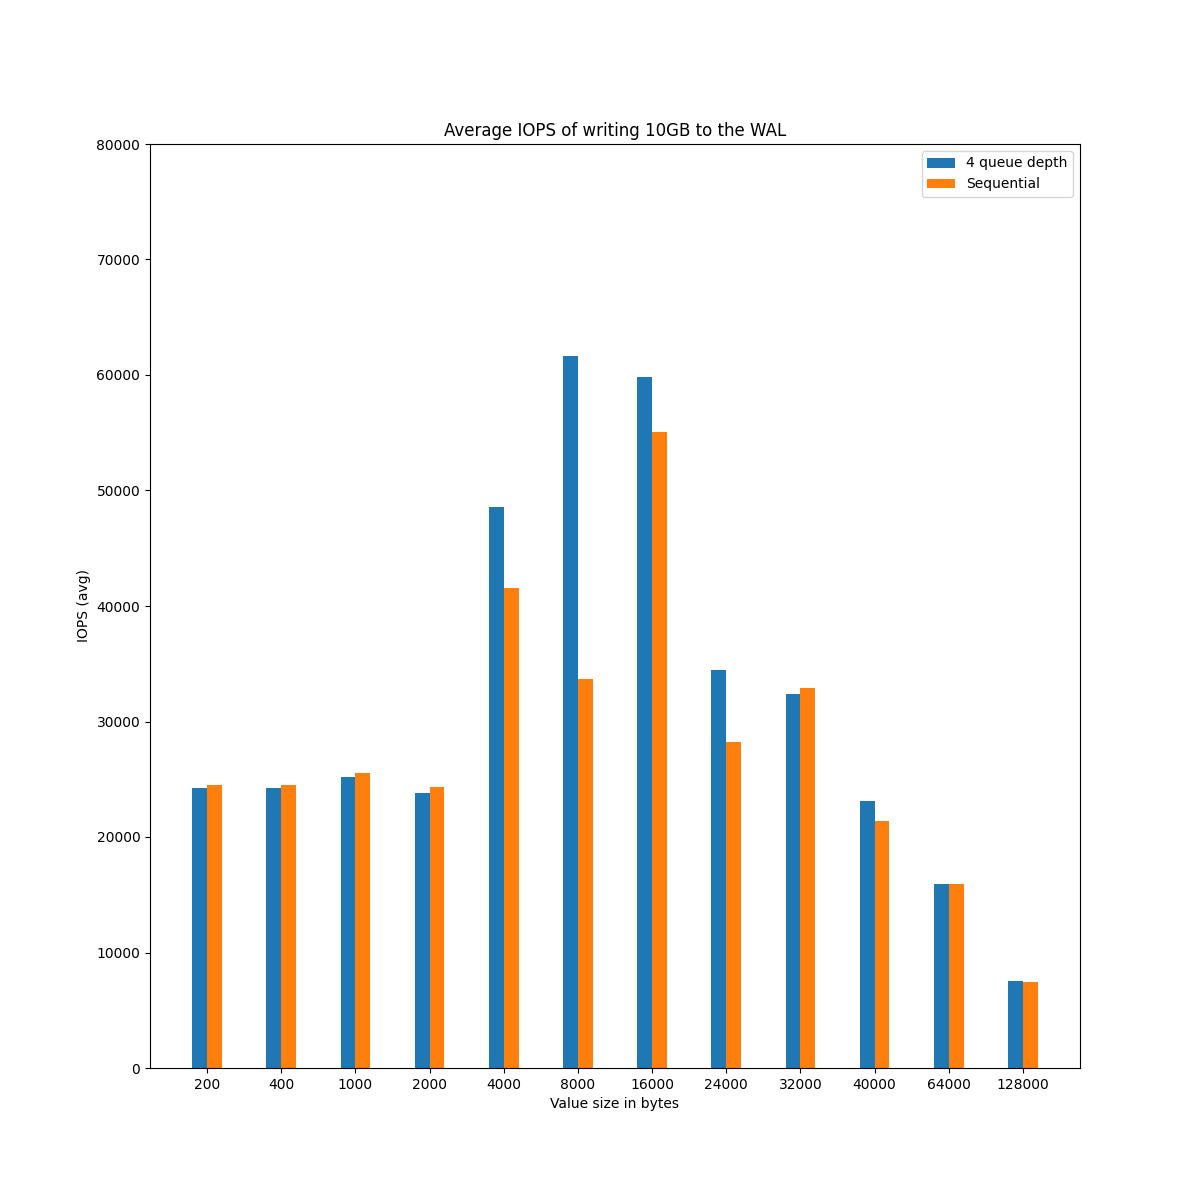 Average IOPS of writing 10GB to the WAL
4 queue depth
Sequential
80000
70000
60000
50000
40000
30000
20000
10000
0
IOPS (avg)
200 400 1000 2000 4000 8000 16000 24000 32000 40000 64000 128000
Value size in bytes